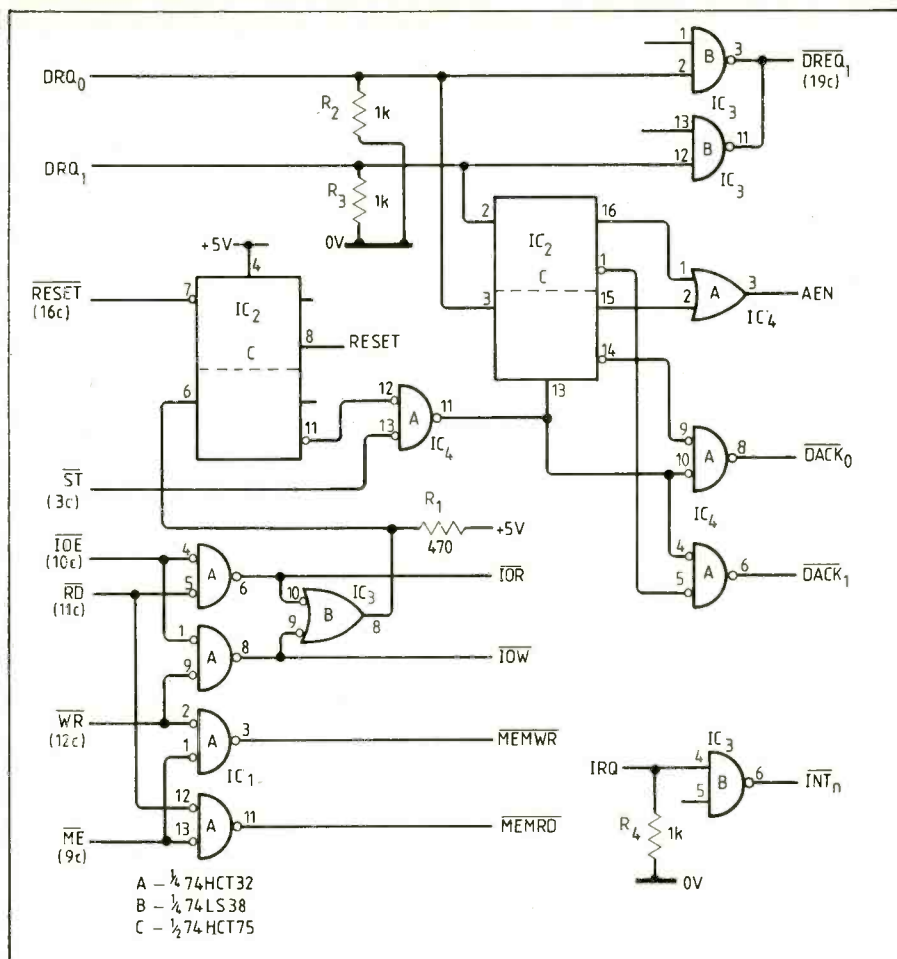 DRQ0
R2
1k
DRQ1
R3
1k
0V
1
2
B
3
IC3
DREQ1
(19c)
13
12
B
11
IC3
+5V
4
RESET
(16c)
7
IC2
C
8
RESET
6
11
2
3
IC2
C
16
1
15
14
13
1
2
A
3
IC4
AEN
12
13
A
11
IC4
ST
(3c)
9
10
A
8
IC4
DACK0
4
5
A
6
DACK1
R1
470
+5V
IOE
(10c)
RD
(11c)
4
5
A
6
IOR
10
9
B
IC3
8
1
9
A
8
IOW
WR
(12c)
2
1
A
3
IC1
MEMWR
ME
(9c)
12
13
A
11
MEMRD
IRQ
R4
1k
0V
4
5
IC3
B
6
INTn
A – 1/4 74HCT32
B – 1/4 74LS38
C – 1/2 74HCT75